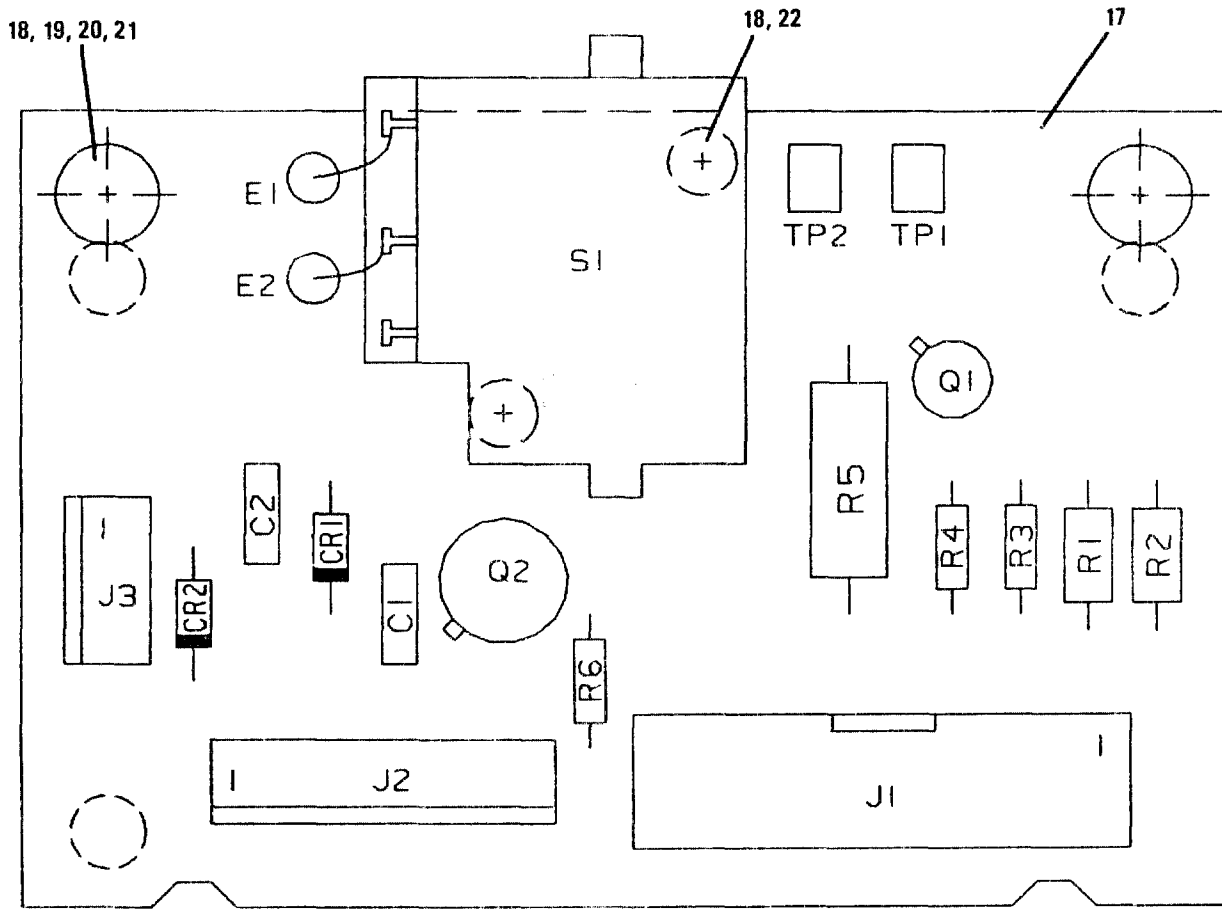 18, 19, 20, 21
18, 22
17
E1
E2
S1
TP2
TP1
Q1
R5
C2
CR1
R4
R3
R1
R2
1
J3
CR2
C1
Q2
R6
1
J2
1
J1